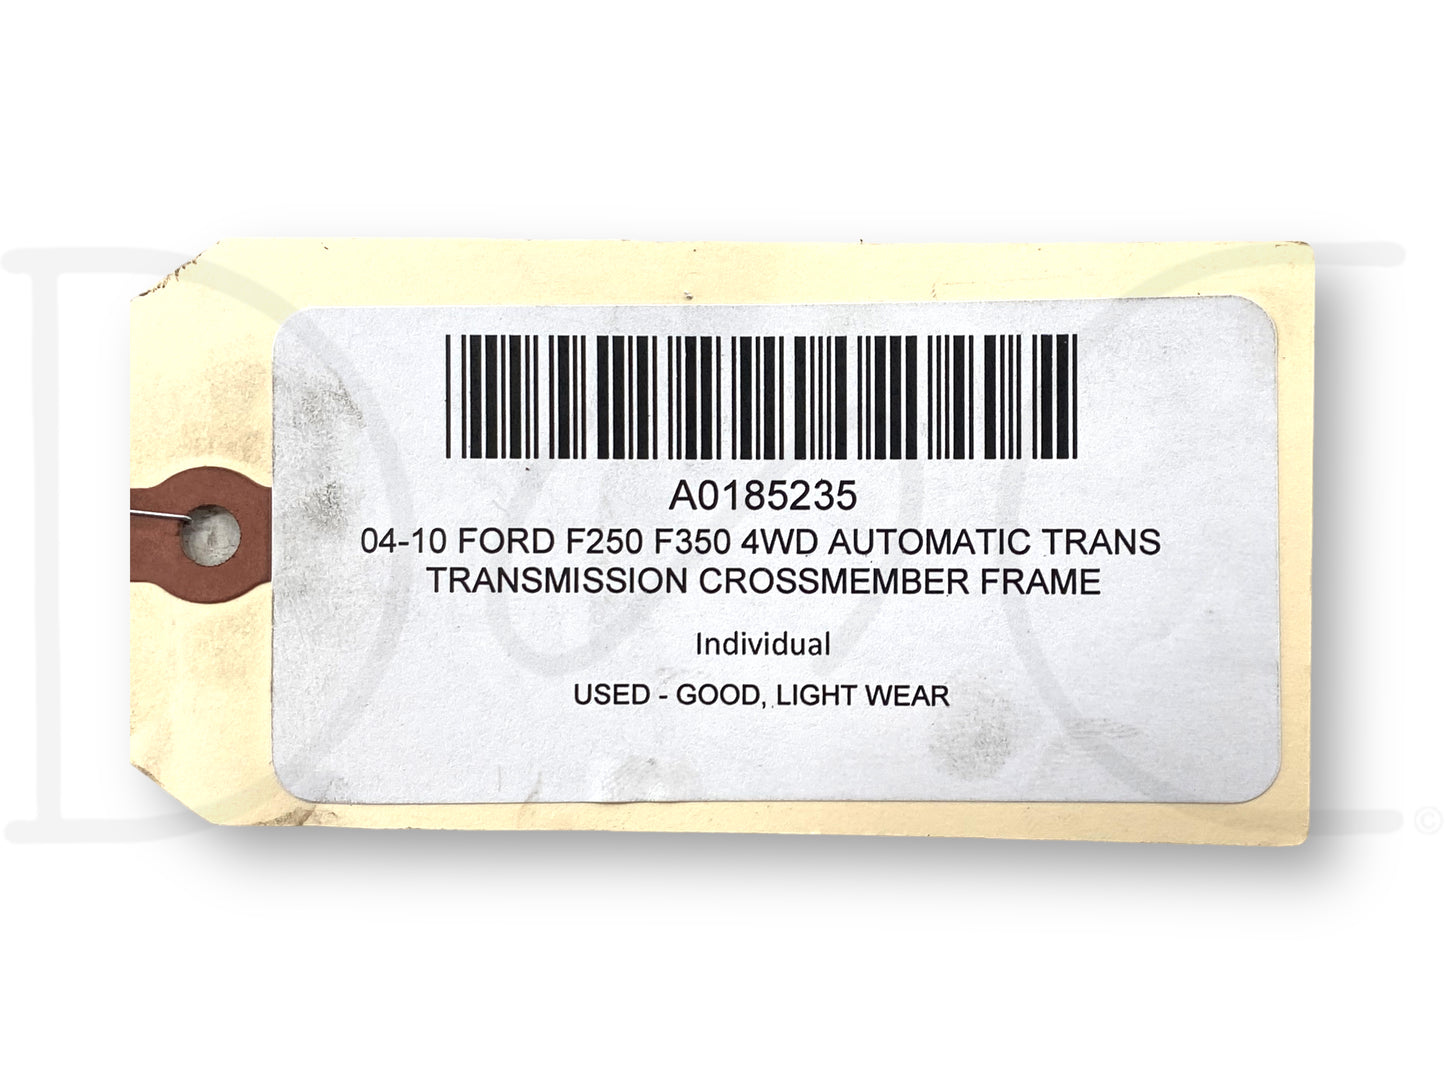 A0185235
04-10 FORD F250 F350 4WD AUTOMATIC TRANS
TRANSMISSION CROSSMEMBER FRAME
Individual
USED - GOOD, LIGHT WEAR
©